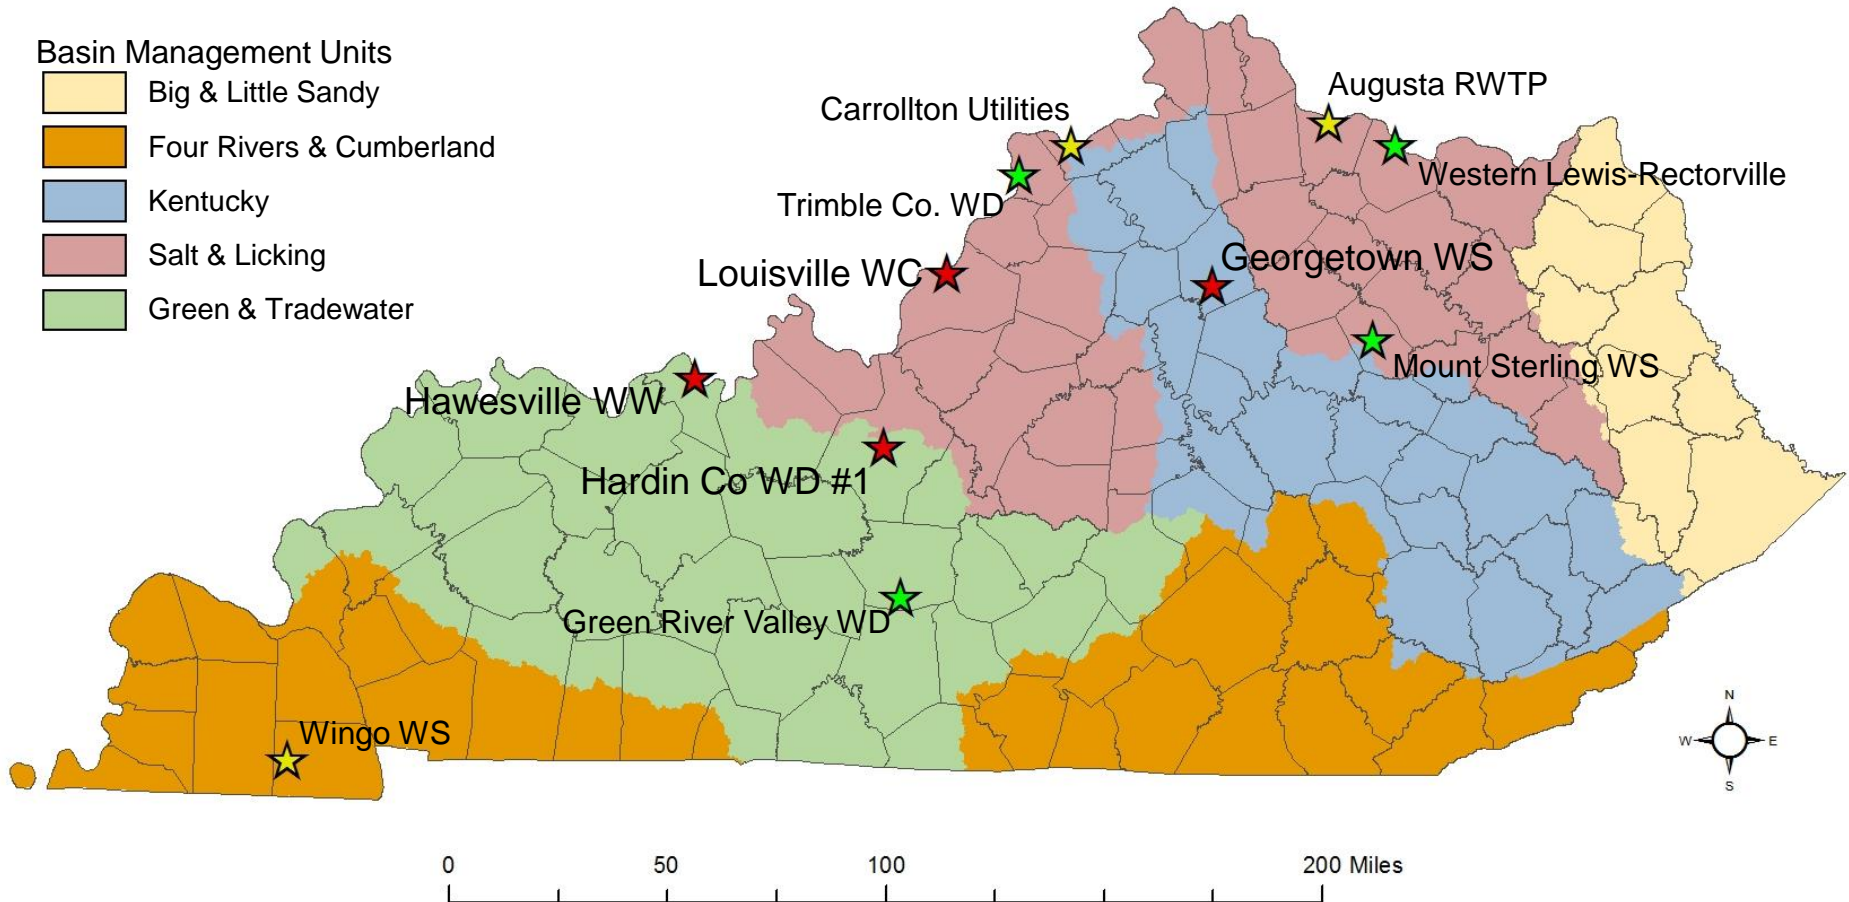 Basin Management Units
Big & Little Sandy
Four Rivers & Cumberland
Kentucky
Salt & Licking
Green & Tradewater
Augusta RWTP
Carrollton Utilities
Western Lewis-Rectorville
Trimble Co. WD
Georgetown WS
Louisville WC
Mount Sterling WS
Hawesville WW
Hardin Co WD #1
Green River Valley WD
Wingo WS
N
W E
S
0 50 100 200 Miles